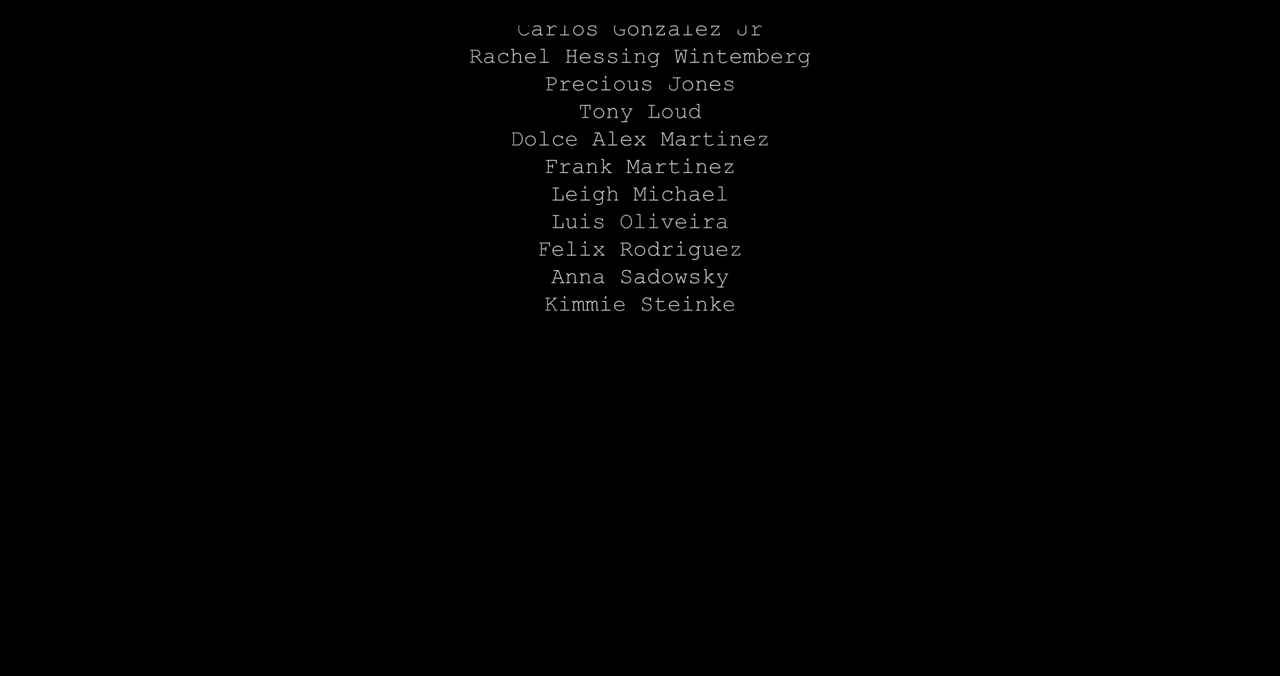 Carlos Gonzalez Jr
Rachel Hessing Wintemberg
Precious Jones
Tony Loud
Dolce Alex Martinez
Frank Martinez
Leigh Michael
Luis Oliveira
Felix Rodriguez
Anna Sadowsky
Kimmie Steinke